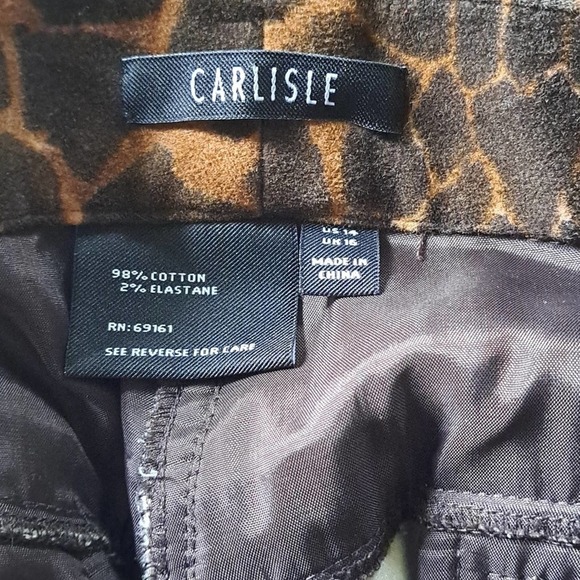 CARLISLE
98% COTTON
2% ELASTANE
RN: 69161
SEE REVERSE FOR CARE
US 14
UK 16
MADE IN
CHINA